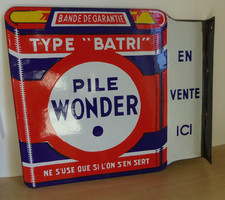 BANDE DE GARANTIE
TYPE "BATRI"
PILE
WONDER
NE S'USE QUE SI L'ON S'EN SERT
EN
VENTE
ICI